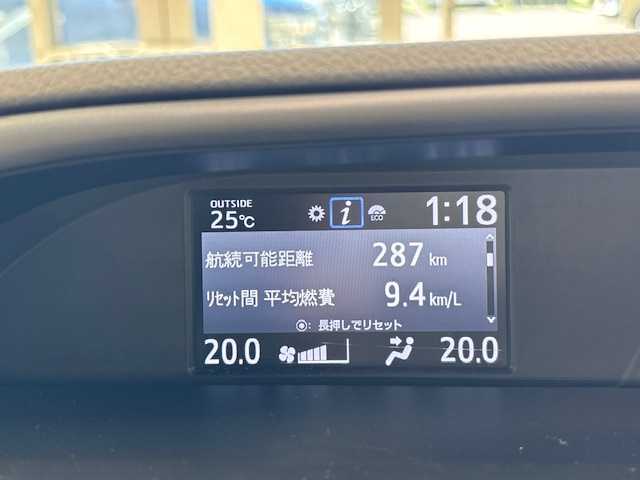 OUTSIDE
25℃
i
ECO
1:18
航続可能距離 287 km
リセット間 平均燃費 9.4 km/L
◉: 長押しでリセット
20.0 20.0